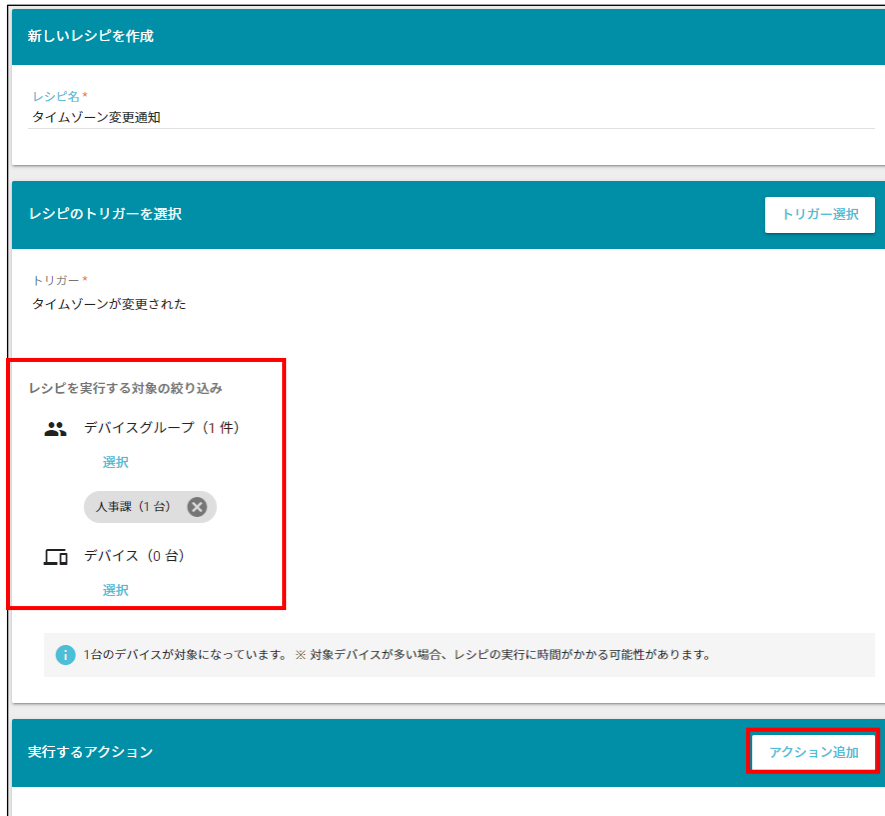 新しいレシピを作成
レシピ名 *
タイムゾーン変更通知
レシピのトリガーを選択
トリガー選択
トリガー *
タイムゾーンが変更された
レシピを実行する対象の絞り込み
デバイスグループ（1 件）
選択
人事課（1 台）
デバイス（0 台）
選択
1台のデバイスが対象になっています。 ※ 対象デバイスが多い場合、レシピの実行に時間がかかる可能性があります。
実行するアクション
アクション追加